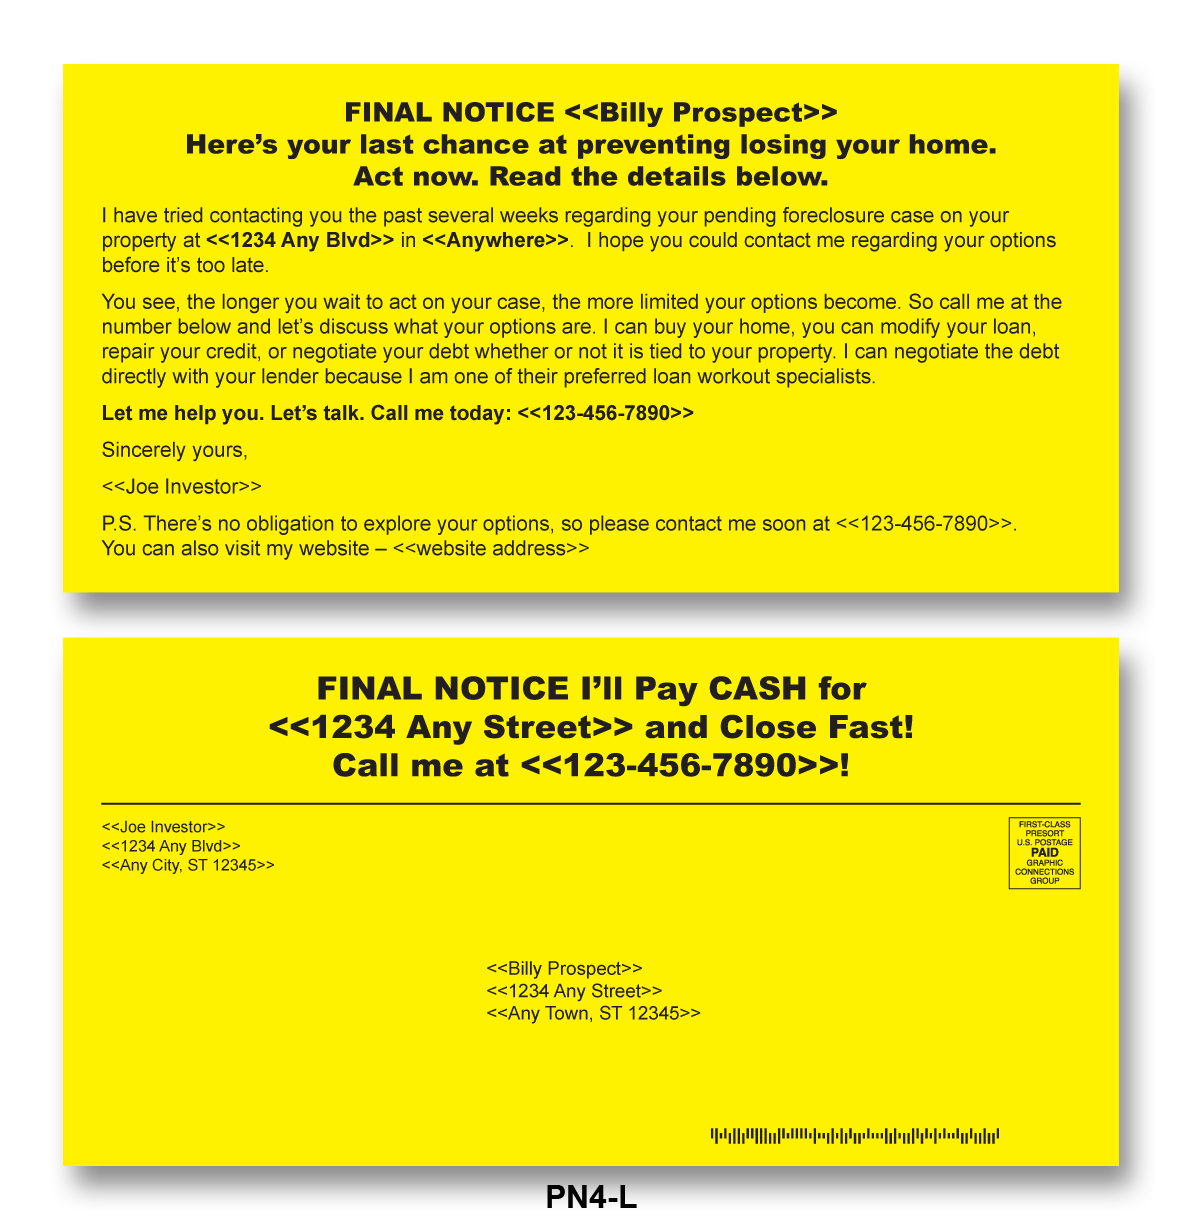 FINAL NOTICE <<Billy Prospect>>
Here’s your last chance at preventing losing your home.
Act now. Read the details below.
I have tried contacting you the past several weeks regarding your pending foreclosure case on your
property at <<1234 Any Blvd>> in <<Anywhere>>.  I hope you could contact me regarding your options
before it’s too late.
You see, the longer you wait to act on your case, the more limited your options become. So call me at the
number below and let’s discuss what your options are. I can buy your home, you can modify your loan,
repair your credit, or negotiate your debt whether or not it is tied to your property. I can negotiate the debt
directly with your lender because I am one of their preferred loan workout specialists.
Let me help you. Let’s talk. Call me today: <<123-456-7890>>
Sincerely yours,
<<Joe Investor>>
P.S. There’s no obligation to explore your options, so please contact me soon at <<123-456-7890>>.
You can also visit my website – <<website address>>
FINAL NOTICE I’ll Pay CASH for
<<1234 Any Street>> and Close Fast!
Call me at <<123-456-7890>>!
<<Joe Investor>>
<<1234 Any Blvd>>
<<Any City, ST 12345>>
FIRST-CLASS
PRESORT
U.S. POSTAGE
PAID
GRAPHIC
CONNECTIONS
GROUP
<<Billy Prospect>>
<<1234 Any Street>>
<<Any Town, ST 12345>>
PN4-L